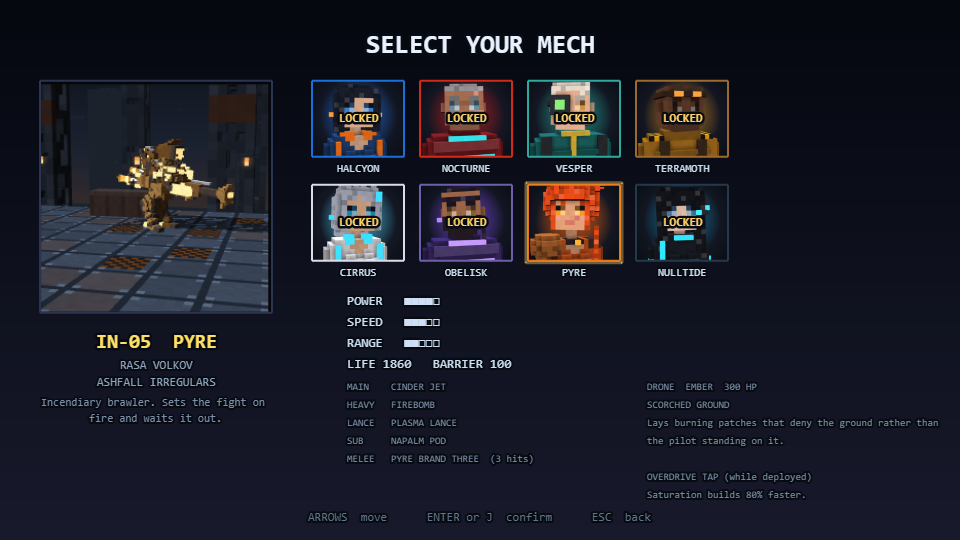 SELECT YOUR MECH
LOCKED
LOCKED
LOCKED
LOCKED
HALCYON
NOCTURNE
VESPER
TERRAMOTH
LOCKED
LOCKED
LOCKED
CIRRUS
OBELISK
PYRE
NULLTIDE
IN-05 PYRE
RASA VOLKOV
ASHFALL IRREGULARS
Incendiary brawler. Sets the fight on
fire and waits it out.
POWER ■■■■□
SPEED ■■■□□
RANGE ■■□□□
LIFE 1860 BARRIER 100
MAIN CINDER JET
HEAVY FIREBOMB
LANCE PLASMA LANCE
SUB NAPALM POD
MELEE PYRE BRAND THREE (3 hits)
DRONE EMBER 300 HP
SCORCHED GROUND
Lays burning patches that deny the ground rather than
the pilot standing on it.
OVERDRIVE TAP (while deployed)
Saturation builds 80% faster.
ARROWS move ENTER or J confirm ESC back